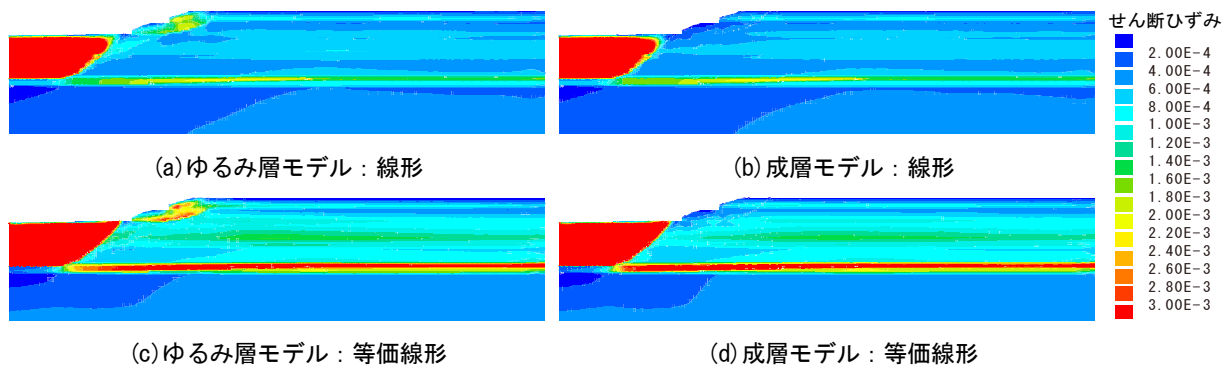 せん断ひずみ
2.00E-4
4.00E-4
6.00E-4
8.00E-4
1.00E-3
1.20E-3
1.40E-3
1.60E-3
1.80E-3
2.00E-3
2.20E-3
2.40E-3
2.60E-3
2.80E-3
3.00E-3
(a)ゆるみ層モデル：線形
(b)成層モデル：線形
(c)ゆるみ層モデル：等価線形
(d)成層モデル：等価線形